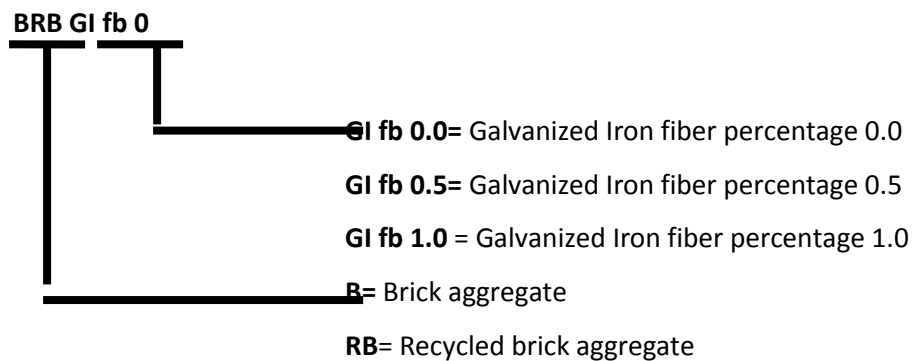 BRB GI fb 0
GI fb 0.0= Galvanized Iron fiber percentage 0.0
GI fb 0.5= Galvanized Iron fiber percentage 0.5
GI fb 1.0 = Galvanized Iron fiber percentage 1.0
B= Brick aggregate
RB= Recycled brick aggregate